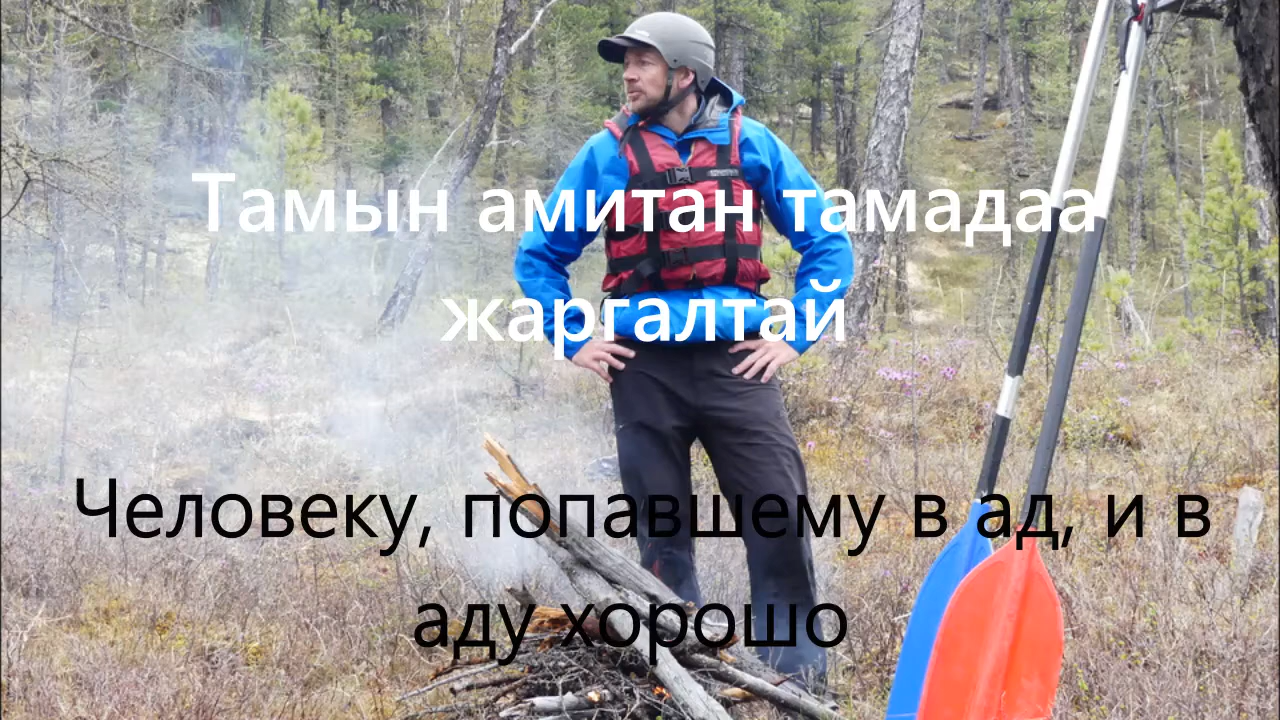 Тамын амитан тамадаа
жаргалтай
Человеку, попавшему в ад, и в
аду хорошо